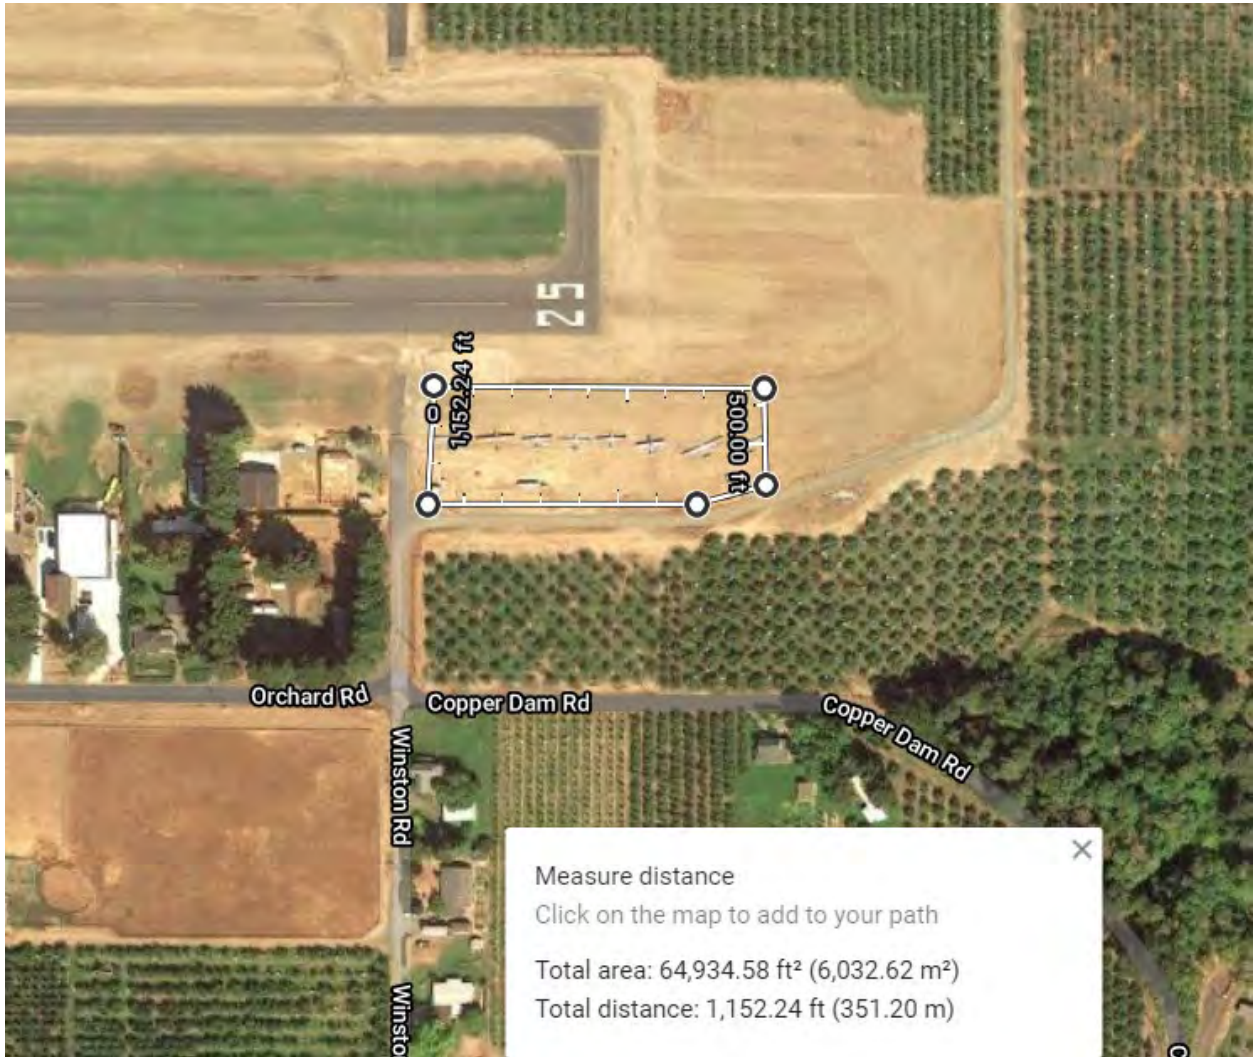 25
1,152.24 ft
0
500.00 ft
Orchard Rd
Copper Dam Rd
Copper Dam Rd
Winston Rd
Measure distance
Click on the map to add to your path
Total area: 64,934.58 ft² (6,032.62 m²)
Total distance: 1,152.24 ft (351.20 m)
Winsto
C